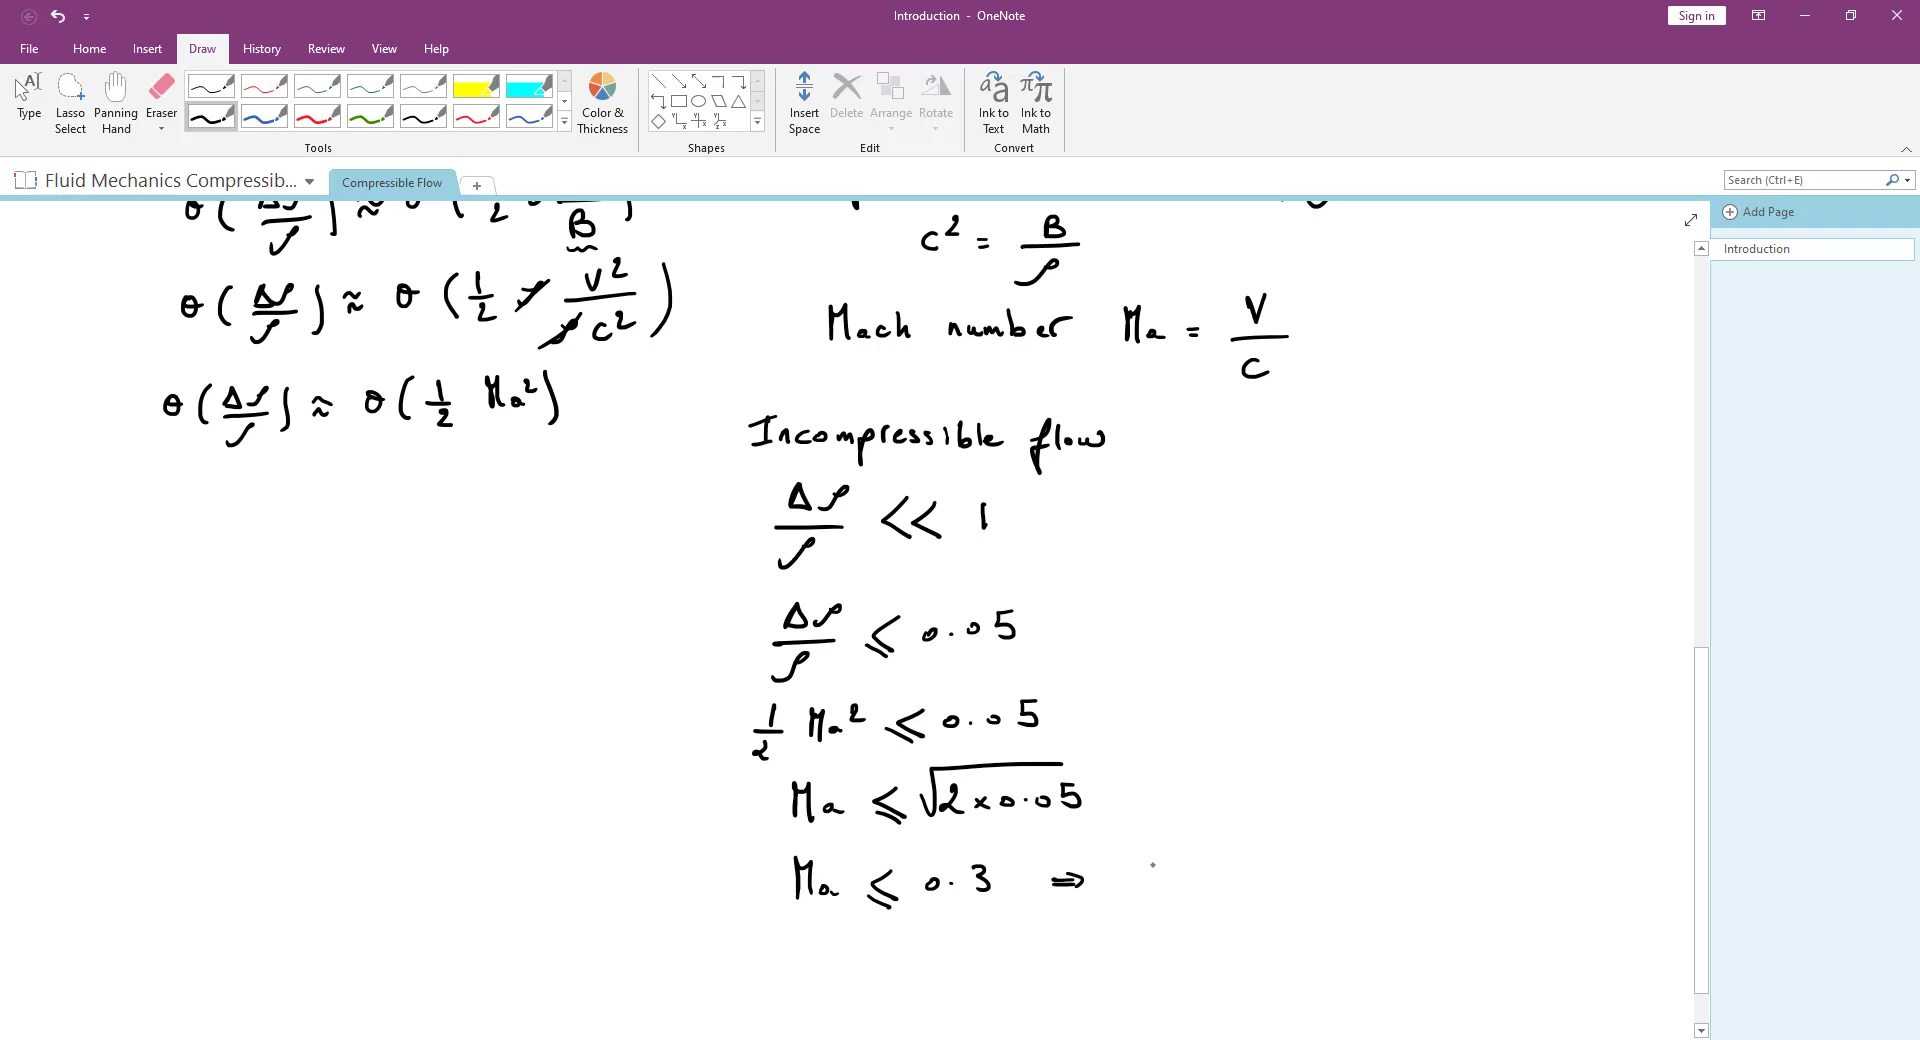 Introduction - OneNote
Sign in
File Home Insert Draw History Review View Help
Type
Lasso Select
Panning Hand
Eraser
Color & Thickness
Insert Space
Delete
Arrange
Rotate
Ink to Text
Ink to Math
Tools
Shapes
Edit
Convert
Fluid Mechanics Compressib...
Compressible Flow
Search (Ctrl+E)
Add Page
Introduction
B
θ(Δρ/ρ) ≈ θ(1/2 ρ V²/ρc²)
θ(Δρ/ρ) ≈ θ(1/2 Ma²)
c² = B/ρ
Mach number Ma = V/c
Incompressible flow
Δρ/ρ << 1
Δρ/ρ ≤ 0.05
1/2 Ma² ≤ 0.05
Ma ≤ √2×0.05
Ma ≤ 0.3 ⇒